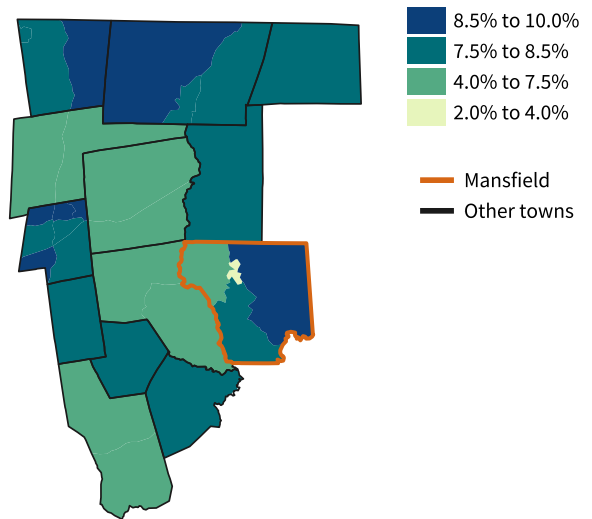 8.5% to 10.0%
7.5% to 8.5%
4.0% to 7.5%
2.0% to 4.0%
Mansfield
Other towns